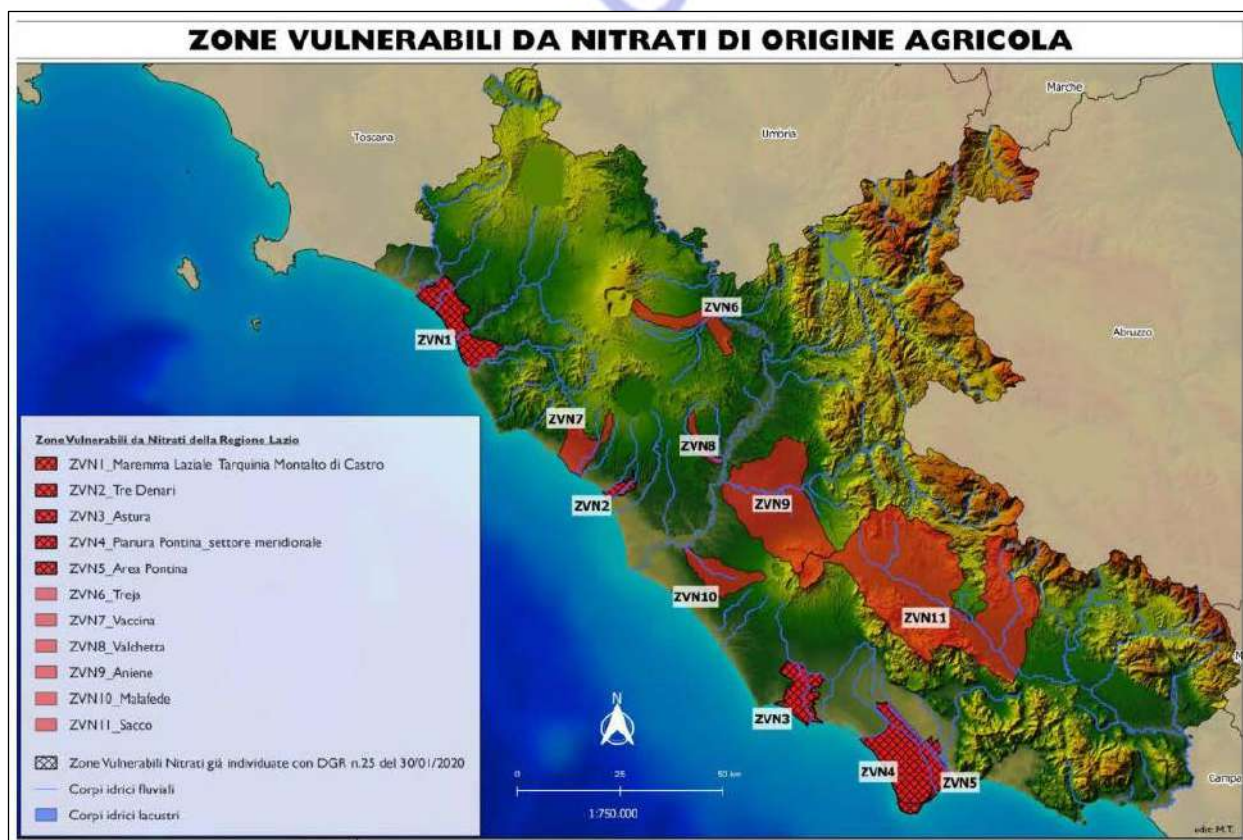 ZONE VULNERABILI DA NITRATI DI ORIGINE AGRICOLA
Marche
Toscana
Umbria
Abruzzo
ZVN6
ZVN1
ZVN7
ZVN8
ZVN2
ZVN9
ZVN10
ZVN11
ZVN3
ZVN4
ZVN5
Campa
Zone Vulnerabili da Nitrati della Regione Lazio
ZVN1_Maremma Laziale Tarquinia Montalto di Castro
ZVN2_Tre Denari
ZVN3_Astura
ZVN4_Pianura Pontina_settore meridionale
ZVN5_Area Pontina
ZVN6_Treja
ZVN7_Vaccina
ZVN8_Valchetta
ZVN9_Aniene
ZVN10_Malafede
ZVN11_Sacco
Zone Vulnerabili Nitrati già individuate con DGR n.25 del 30/01/2020
Corpi idrici fluviali
Corpi idrici lacustri
N
0 25 50 km
1:750.000
M.T.